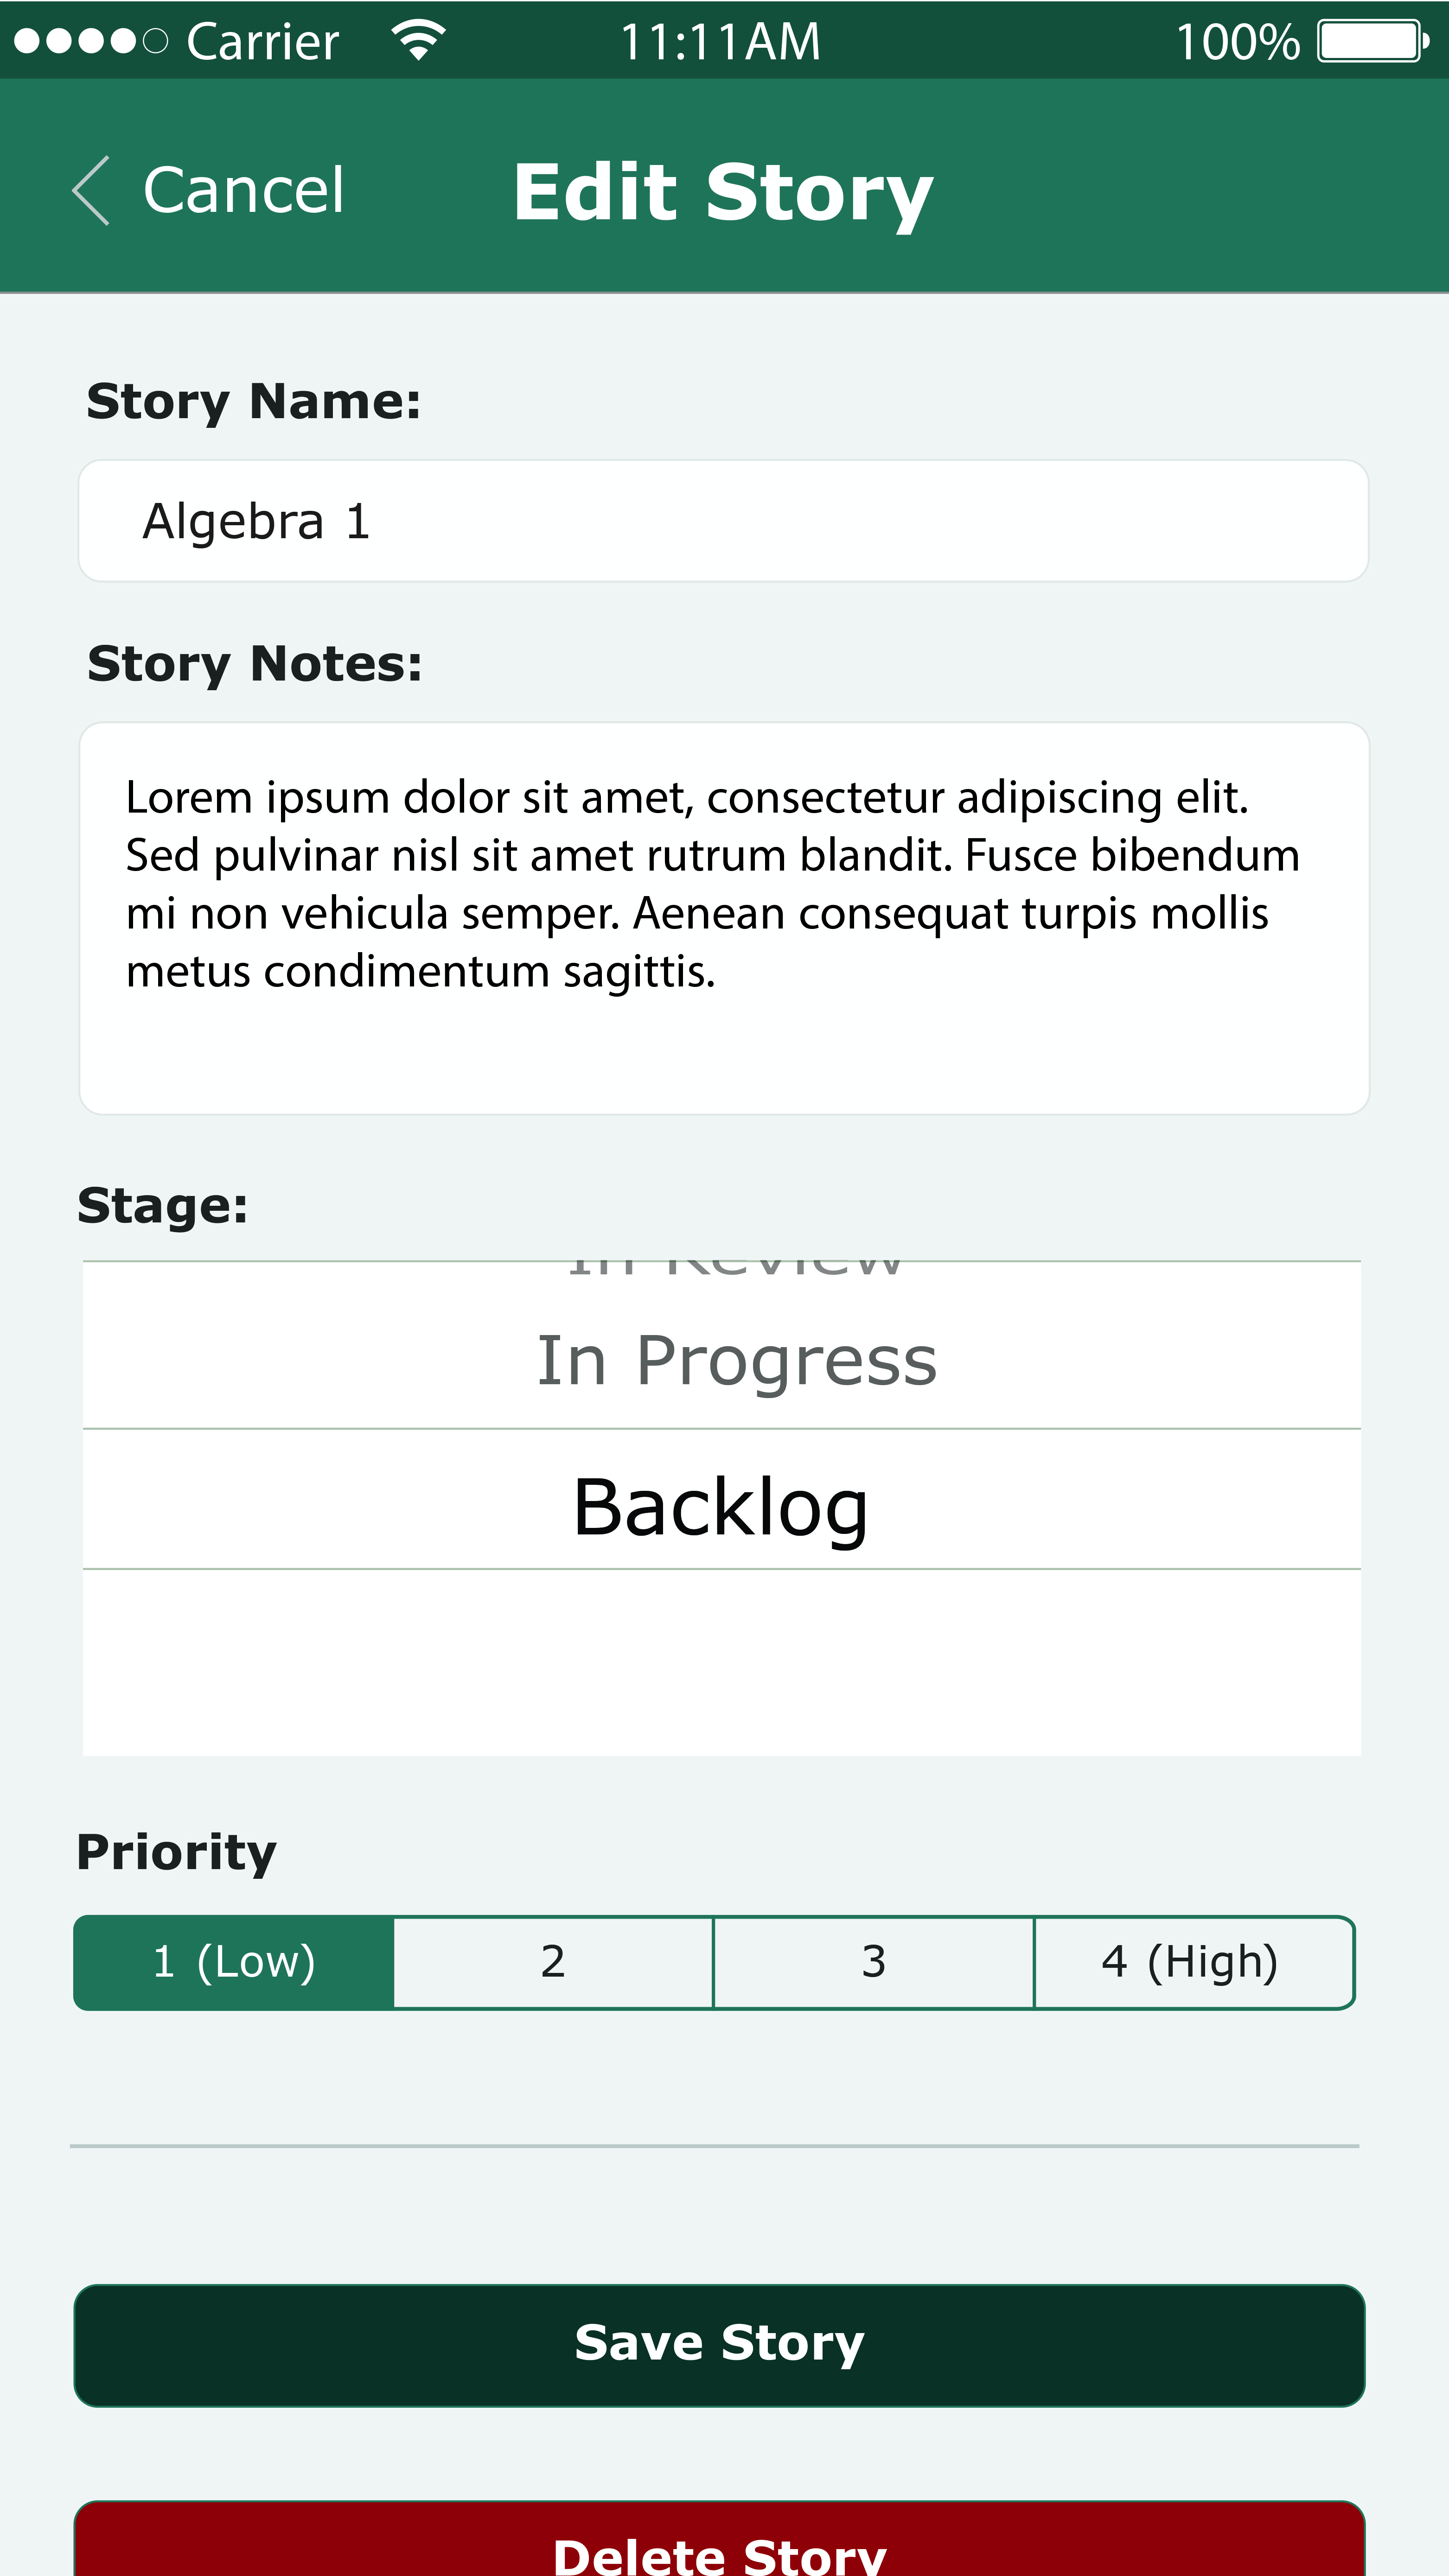 Carrier 11:11AM 100%
Cancel Edit Story
Story Name:
Algebra 1
Story Notes:
Lorem ipsum dolor sit amet, consectetur adipiscing elit.
Sed pulvinar nisl sit amet rutrum blandit. Fusce bibendum
mi non vehicula semper. Aenean consequat turpis mollis
metus condimentum sagittis.
Stage:
In Review
In Progress
Backlog
Priority
1 (Low) 2 3 4 (High)
Save Story
Delete Story